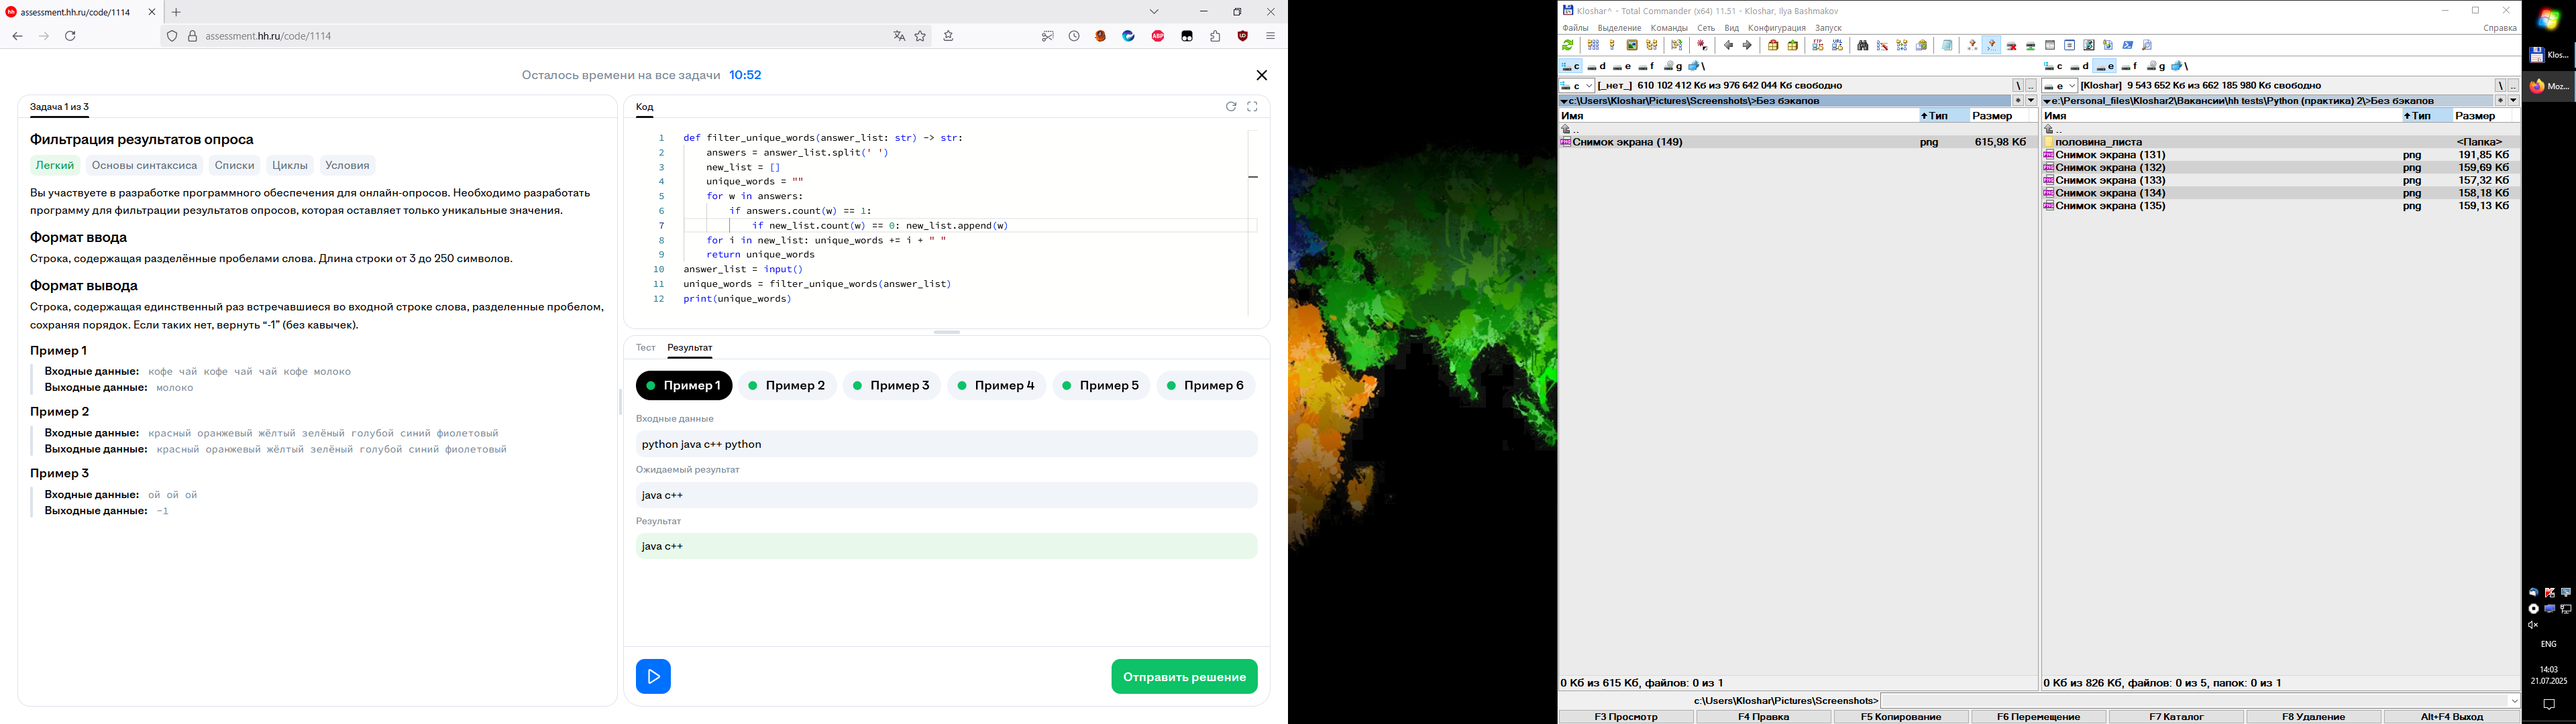 assessment.hh.ru/code/1114
assessment.hh.ru/code/1114
Осталось времени на все задачи 10:52
Задача 1 из 3
Фильтрация результатов опроса
Легкий Основы синтаксиса Списки Циклы Условия
Вы участвуете в разработке программного обеспечения для онлайн-опросов. Необходимо разработать
программу для фильтрации результатов опросов, которая оставляет только уникальные значения.
Формат ввода
Строка, содержащая разделённые пробелами слова. Длина строки от 3 до 250 символов.
Формат вывода
Строка, содержащая единственный раз встречавшиеся во входной строке слова, разделенные пробелом,
сохраняя порядок. Если таких нет, вернуть “-1” (без кавычек).
Пример 1
Входные данные: кофе чай кофе чай чай кофе молоко
Выходные данные: молоко
Пример 2
Входные данные: красный оранжевый жёлтый зелёный голубой синий фиолетовый
Выходные данные: красный оранжевый жёлтый зелёный голубой синий фиолетовый
Пример 3
Входные данные: ой ой ой
Выходные данные: -1
Код
1 def filter_unique_words(answer_list: str) -> str:
2 answers = answer_list.split(' ')
3 new_list = []
4 unique_words = ""
5 for w in answers:
6 if answers.count(w) == 1:
7 if new_list.count(w) == 0: new_list.append(w)
8 for i in new_list: unique_words += i + " "
9 return unique_words
10 answer_list = input()
11 unique_words = filter_unique_words(answer_list)
12 print(unique_words)
Тест Результат
Пример 1 Пример 2 Пример 3 Пример 4 Пример 5 Пример 6
Входные данные
python java c++ python
Ожидаемый результат
java c++
Результат
java c++
Отправить решение
Kloshar^ - Total Commander (x64) 11.51 - Kloshar, Ilya Bashmakov
Файлы Выделение Команды Сеть Вид Конфигурация Запуск Справка
c d e f g \
c d e f g \
c [_нет_] 610 102 412 Кб из 976 642 044 Кб свободно \ ..
e [Kloshar] 9 543 652 Кб из 662 185 980 Кб свободно \ ..
c:\Users\Kloshar\Pictures\Screenshots\>Без бэкапов
e:\Personal_files\Kloshar2\Вакансии\hh tests\Python (практика) 2\>Без бэкапов
Имя Тип Размер
Имя Тип Размер
..
..
Снимок экрана (149) png 615,98 Кб
половина_листа <Папка>
Снимок экрана (131) png 191,85 Кб
Снимок экрана (132) png 159,69 Кб
Снимок экрана (133) png 157,32 Кб
Снимок экрана (134) png 158,18 Кб
Снимок экрана (135) png 159,13 Кб
0 Кб из 615 Кб, файлов: 0 из 1
0 Кб из 826 Кб, файлов: 0 из 5, папок: 0 из 1
c:\Users\Kloshar\Pictures\Screenshots>
F3 Просмотр F4 Правка F5 Копирование F6 Перемещение F7 Каталог F8 Удаление Alt+F4 Выход
Klos...
Moz...
ENG
14:03
21.07.2025